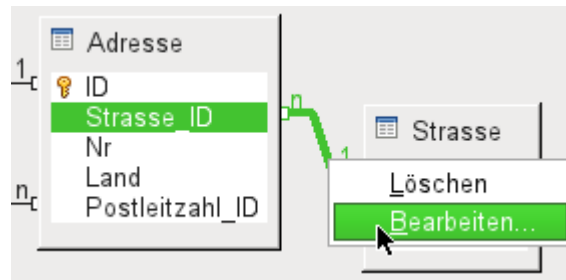 Adresse
1
ID
Strasse_ID
n
Nr
Land
n
Postleitzahl_ID
1
Strasse
Löschen
Bearbeiten...